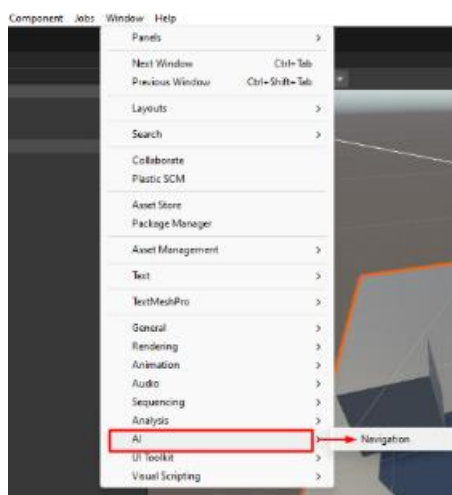 Component Jobs Window Help
Panels
Next Window Ctrl+Tab
Previous Window Ctrl+Shift+Tab
Layouts
Search
Collaborate
Plastic SCM
Asset Store
Package Manager
Asset Management
Text
TextMeshPro
General
Rendering
Animation
Audio
Sequencing
Analysis
AI Navigation
UI Toolkit
Visual Scripting